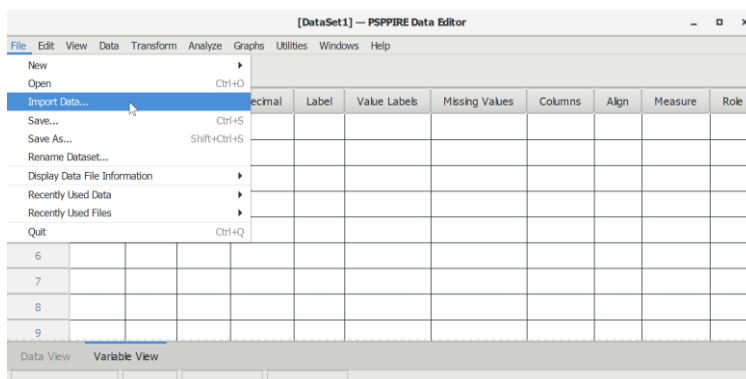 [DataSet1] — PSPPIRE Data Editor
File Edit View Data Transform Analyze Graphs Utilities Windows Help
New
Open Ctrl+O
Import Data...
ecimal Label Value Labels Missing Values Columns Align Measure Role
Save... Ctrl+S
Save As... Shift+Ctrl+S
Rename Dataset...
Display Data File Information
Recently Used Data
Recently Used Files
Quit Ctrl+Q
6
7
8
9
Data View Variable View